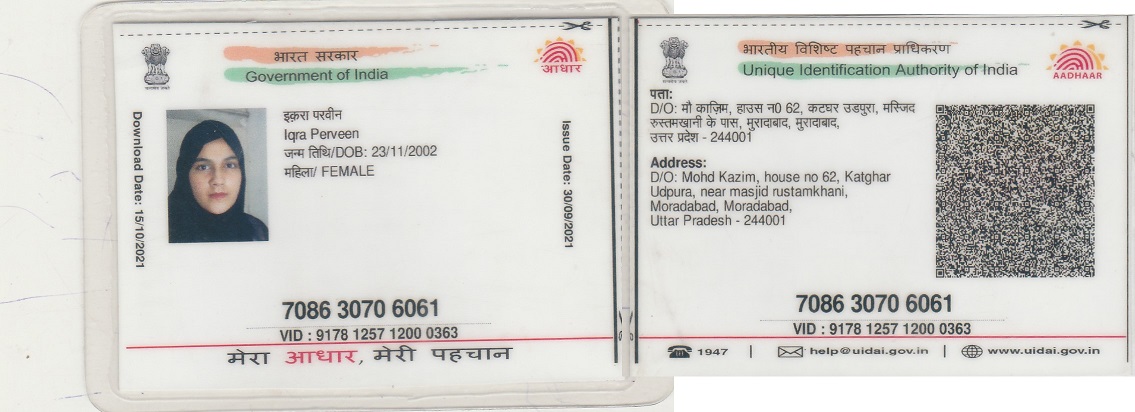 भारत सरकार
Government of India
आधार
Download Date: 15/10/2021
इक़रा परवीन
Iqra Perveen
जन्म तिथि/DOB: 23/11/2002
महिला/ FEMALE
Issue Date: 30/09/2021
7086 3070 6061
VID : 9178 1257 1200 0363
मेरा आधार, मेरी पहचान
भारतीय विशिष्ट पहचान प्राधिकरण
Unique Identification Authority of India
AADHAAR
पता:
D/O: मौ काज़िम, हाउस न0 62, कटघर उडपुरा, मस्जिद
रुस्तमखानी के पास, मुरादाबाद, मुरादाबाद,
उत्तर प्रदेश - 244001
Address:
D/O: Mohd Kazim, house no 62, Katghar
Udpura, near masjid rustamkhani,
Moradabad, Moradabad,
Uttar Pradesh - 244001
7086 3070 6061
VID : 9178 1257 1200 0363
1947 | help@uidai.gov.in | www.uidai.gov.in